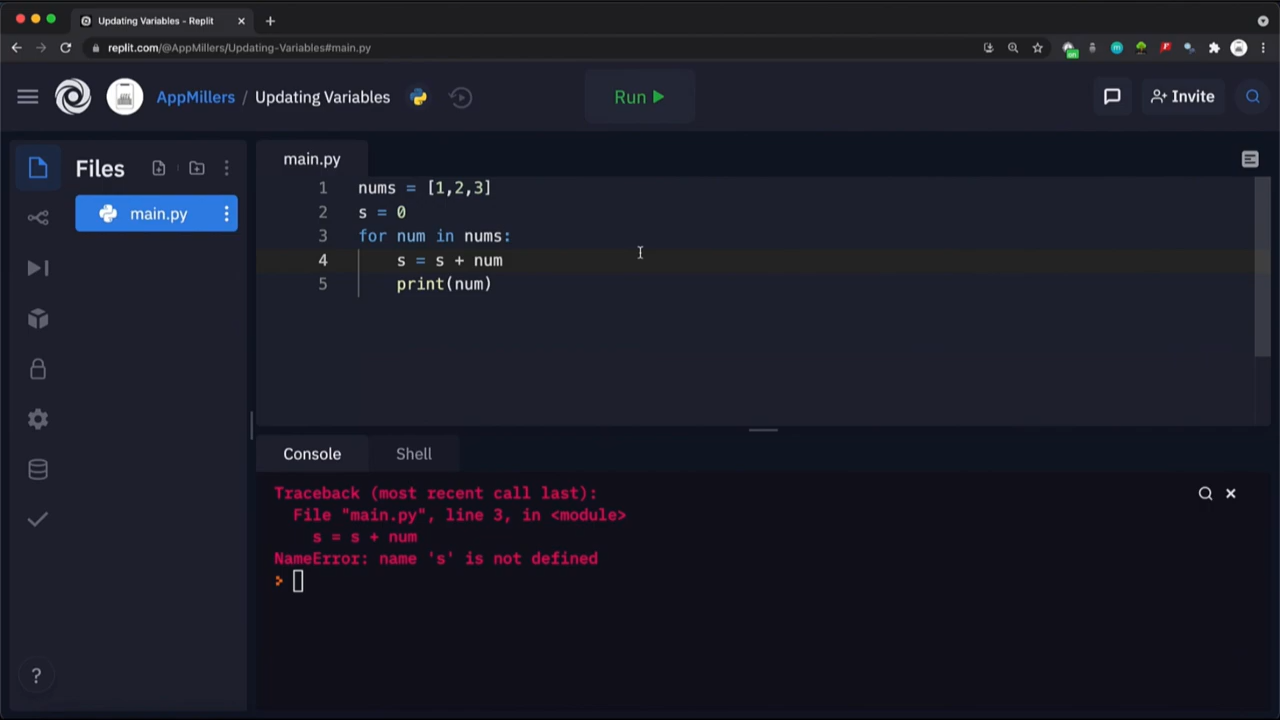 Updating Variables - Replit
replit.com/@AppMillers/Updating-Variables#main.py
AppMillers / Updating Variables
Run
Invite
Files
main.py
main.py
1 nums = [1,2,3]
2 s = 0
3 for num in nums:
4 s = s + num
5 print(num)
Console
Shell
Traceback (most recent call last):
File "main.py", line 3, in <module>
s = s + num
NameError: name 's' is not defined
?